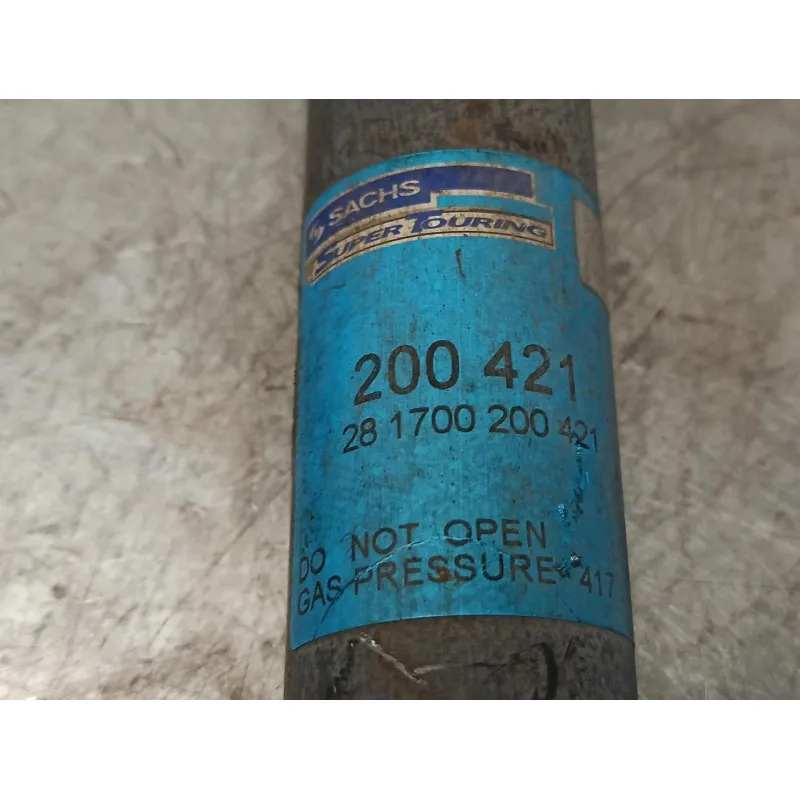 SACHS
SUPER TOURING
200 421
28 1700 200 421
DO NOT OPEN
GAS PRESSURE 417